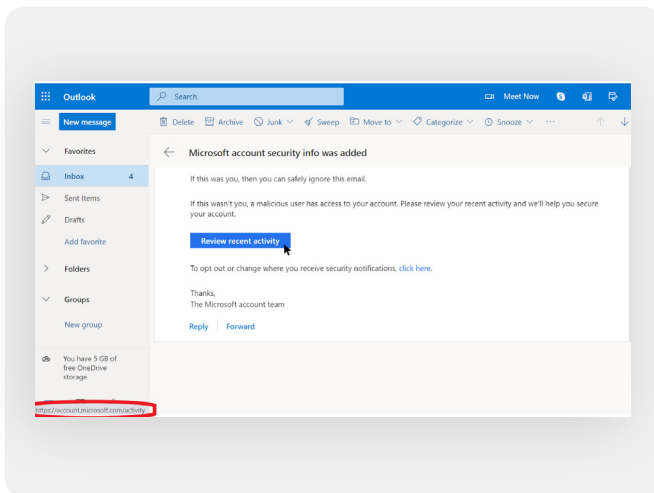 Outlook
Search
Meet Now
New message
Delete Archive Junk Sweep Move to Categorize Snooze ...
Favorites
Microsoft account security info was added
Inbox 4
If this was you, then you can safely ignore this email.
Sent Items
If this wasn't you, a malicious user has access to your account. Please review your recent activity and we'll help you secure
your account.
Drafts
Add favorite
Review recent activity
Folders
To opt out or change where you receive security notifications, click here.
Groups
Thanks,
The Microsoft account team
New group
Reply Forward
You have 5 GB of
free OneDrive
storage
https://account.microsoft.com/activity